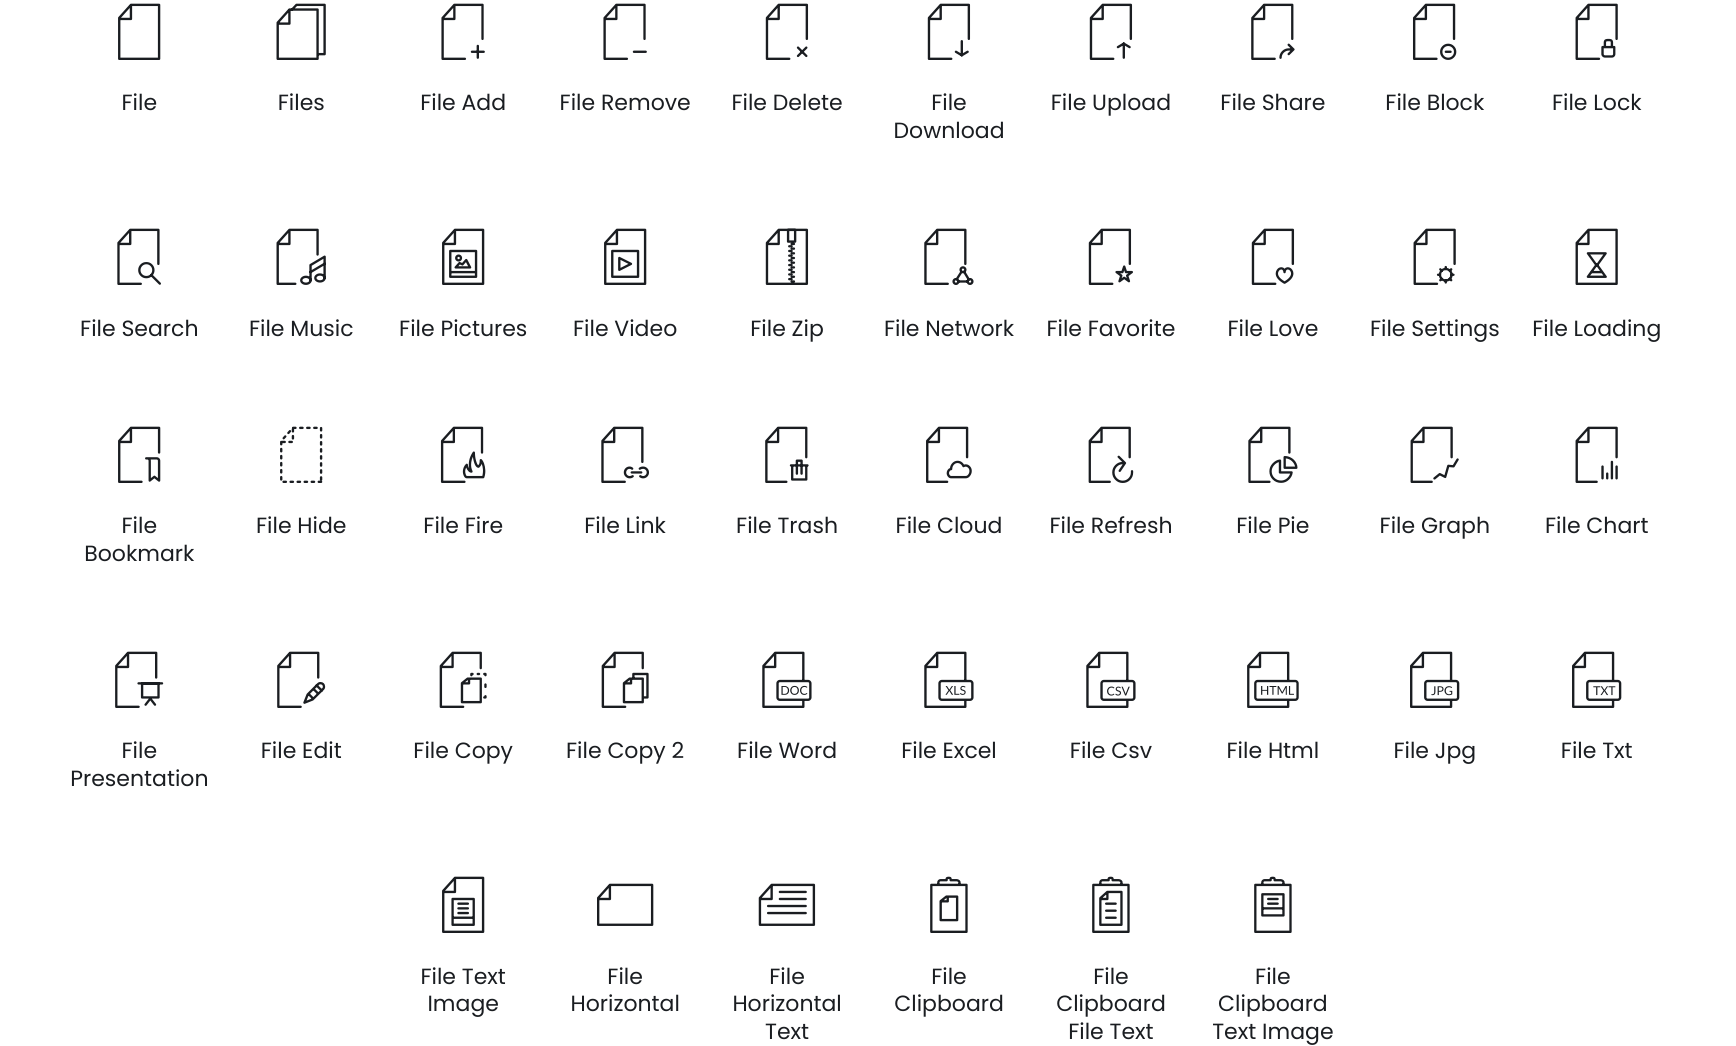 File
Files
File Add
File Remove
File Delete
File
Download
File Upload
File Share
File Block
File Lock
File Search
File Music
File Pictures
File Video
File Zip
File Network
File Favorite
File Love
File Settings
File Loading
File
Bookmark
File Hide
File Fire
File Link
File Trash
File Cloud
File Refresh
File Pie
File Graph
File Chart
DOC
XLS
CSV
HTML
JPG
TXT
File
Presentation
File Edit
File Copy
File Copy 2
File Word
File Excel
File Csv
File Html
File Jpg
File Txt
File Text
Image
File
Horizontal
File
Horizontal
Text
File
Clipboard
File
Clipboard
File Text
File
Clipboard
Text Image